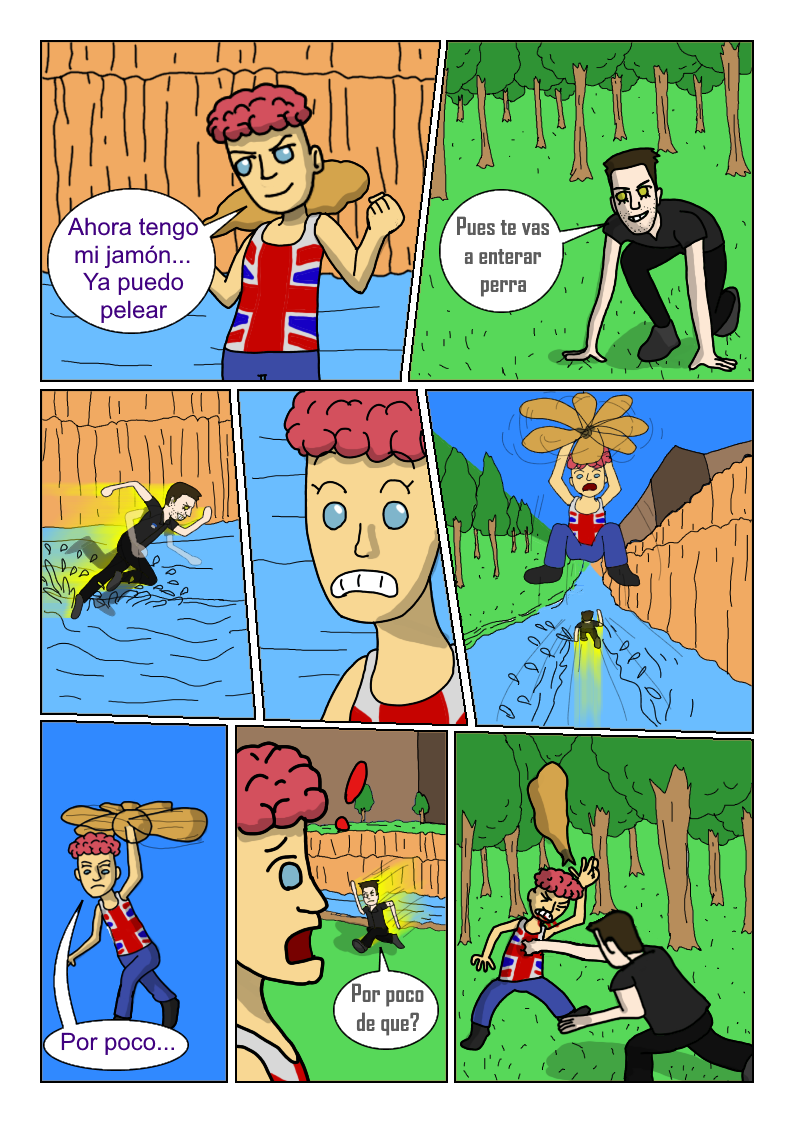 Ahora tengo
mi jamón...
Ya puedo
pelear
Pues te vas
a enterar
perra
Por poco...
Por poco
de que?